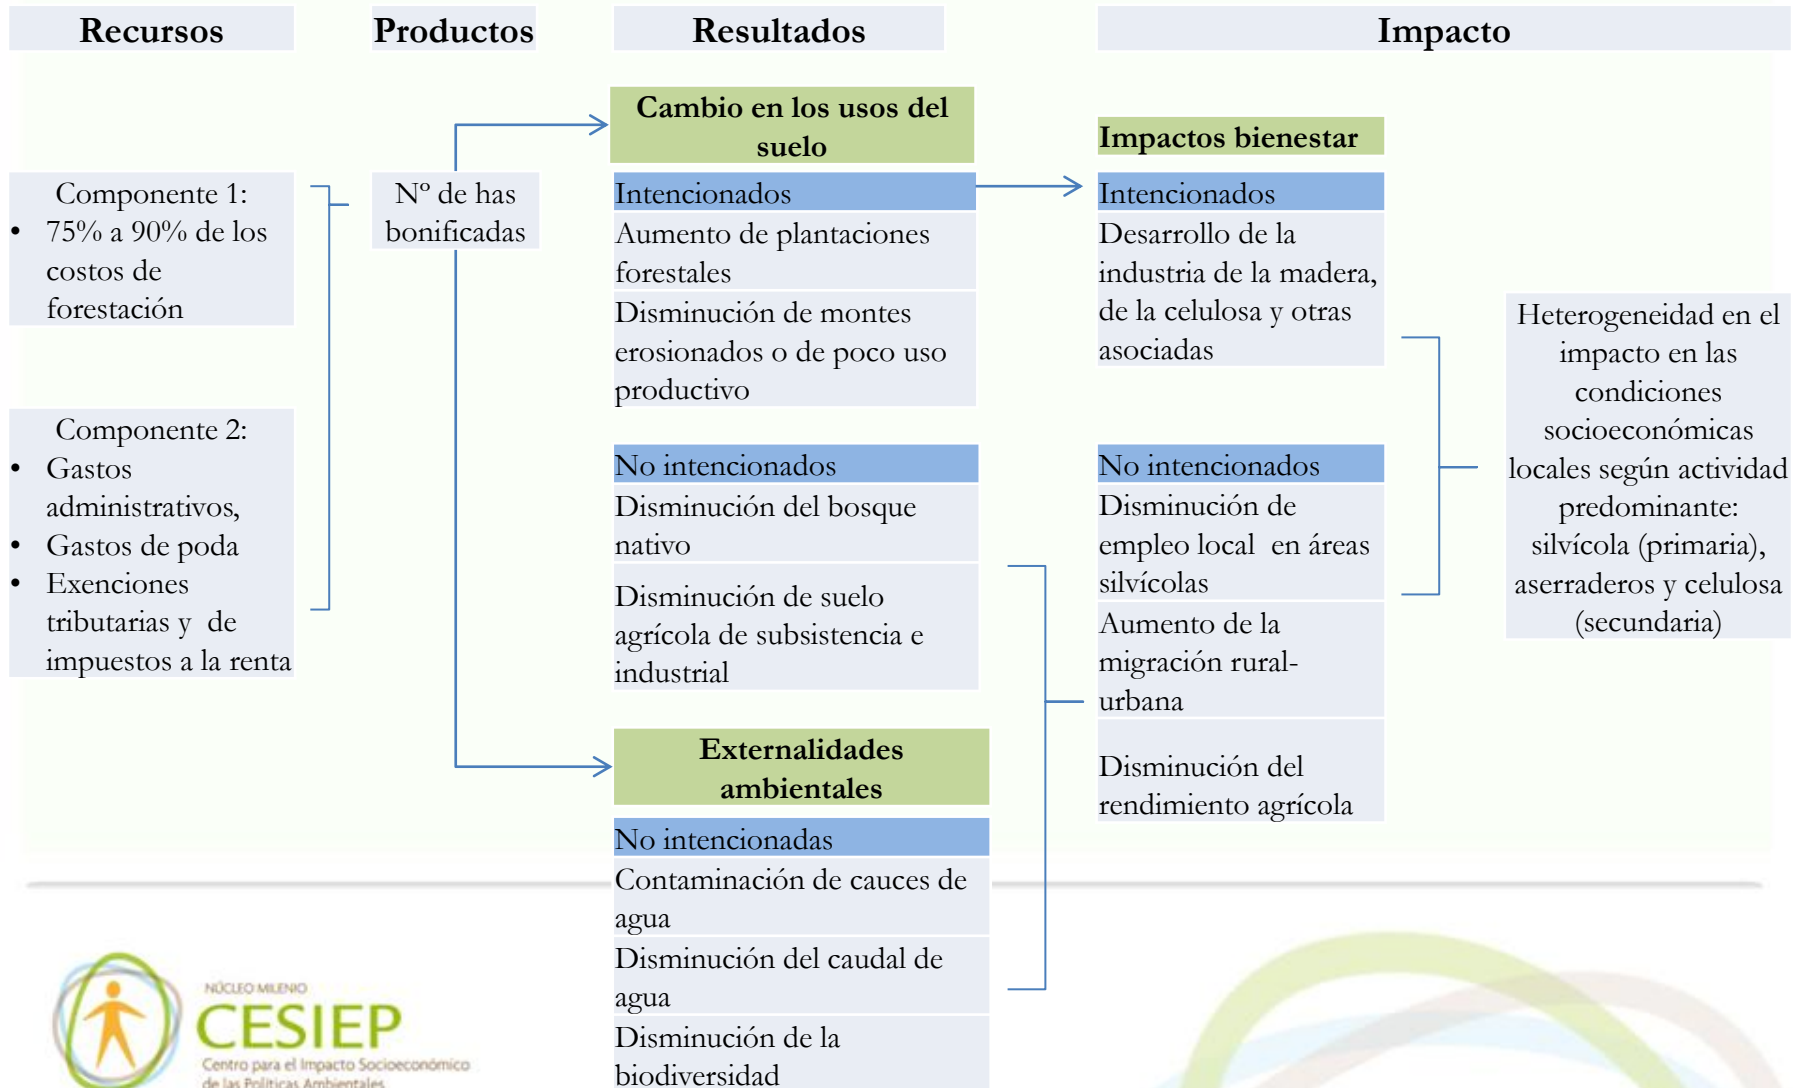 Recursos
Productos
Resultados
Impacto
Componente 1:
• 75% a 90% de los
costos de
forestación
Componente 2:
• Gastos
administrativos,
• Gastos de poda
• Exenciones
tributarias y de
impuestos a la renta
Nº de has
bonificadas
Cambio en los usos del
suelo
Intencionados
Aumento de plantaciones
forestales
Disminución de montes
erosionados o de poco uso
productivo
No intencionados
Disminución del bosque
nativo
Disminución de suelo
agrícola de subsistencia e
industrial
Externalidades
ambientales
No intencionadas
Contaminación de cauces de
agua
Disminución del caudal de
agua
Disminución de la
biodiversidad
Impactos bienestar
Intencionados
Desarrollo de la
industria de la madera,
de la celulosa y otras
asociadas
No intencionados
Disminución de
empleo local en áreas
silvícolas
Aumento de la
migración rural-
urbana
Disminución del
rendimiento agrícola
Heterogeneidad en el
impacto en las
condiciones
socioeconómicas
locales según actividad
predominante:
silvícola (primaria),
aserraderos y celulosa
(secundaria)
NÚCLEO MILENIO
CESIEP
Centro para el Impacto Socioeconómico
de las Políticas Ambientales